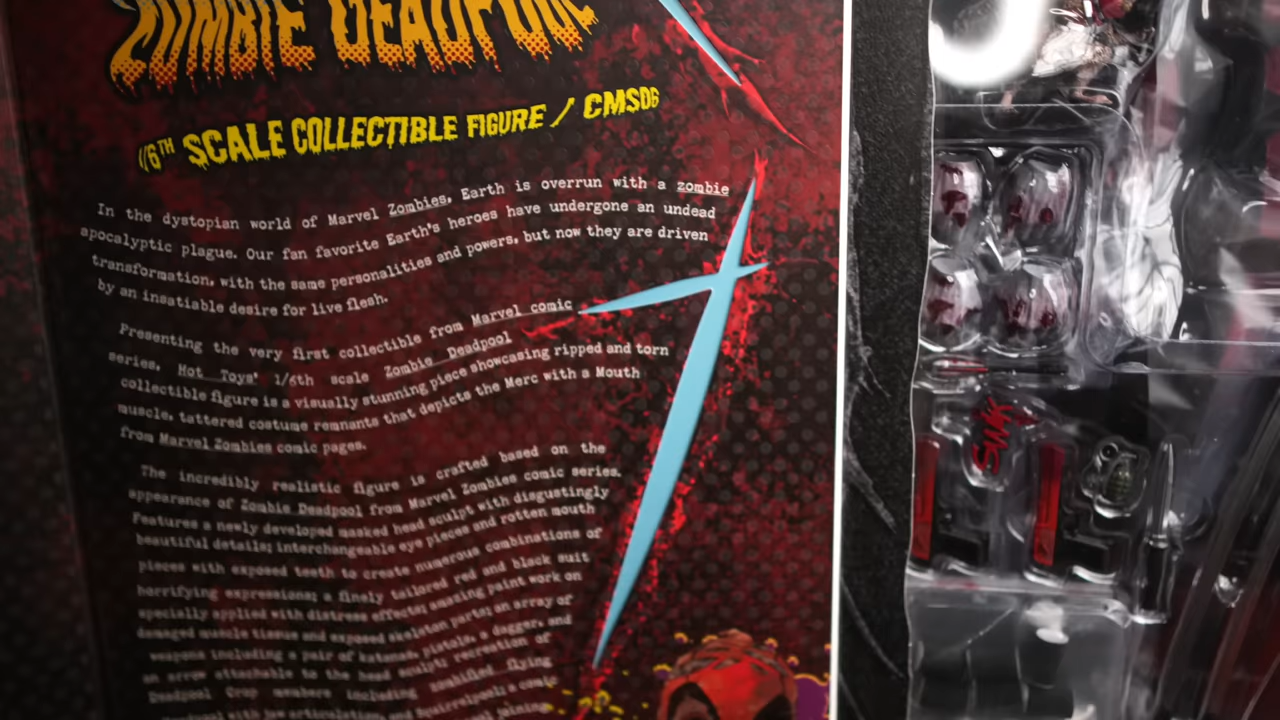 ZOMBIE DEADPOOL
1/6TH SCALE COLLECTIBLE FIGURE / CMS06
In the dystopian world of Marvel Zombies, Earth is overrun with a zombie
apocalyptic plague. Our fan favorite Earth's heroes have undergone an undead
transformation, with the same personalities and powers, but now they are driven
by an insatiable desire for live flesh.
Presenting the very first collectible from Marvel comic
series, Hot Toys' 1/6th scale Zombie Deadpool
collectible figure is a visually stunning piece showcasing ripped and torn
muscle, tattered costume remnants that depicts the Merc with a Mouth
from Marvel Zombies comic pages.
The incredibly realistic figure is crafted based on the
appearance of Zombie Deadpool from Marvel Zombies comic series.
Features a newly developed masked head sculpt with disgustingly
beautiful details; interchangeable eye pieces and rotten mouth
pieces with exposed teeth to create numerous combinations of
horrifying expressions; a finely tailored red and black suit
specially applied with distress effects; amazing paint work on
damaged muscle tissue and exposed skeleton parts; an array of
weapons including a pair of katanas, pistols, a dagger, and
an arrow attachable to the head sculpt; recreation of
Deadpool Corp members including zombified flying
Deadpool with jaw articulation, and Squirrelpool; a comic